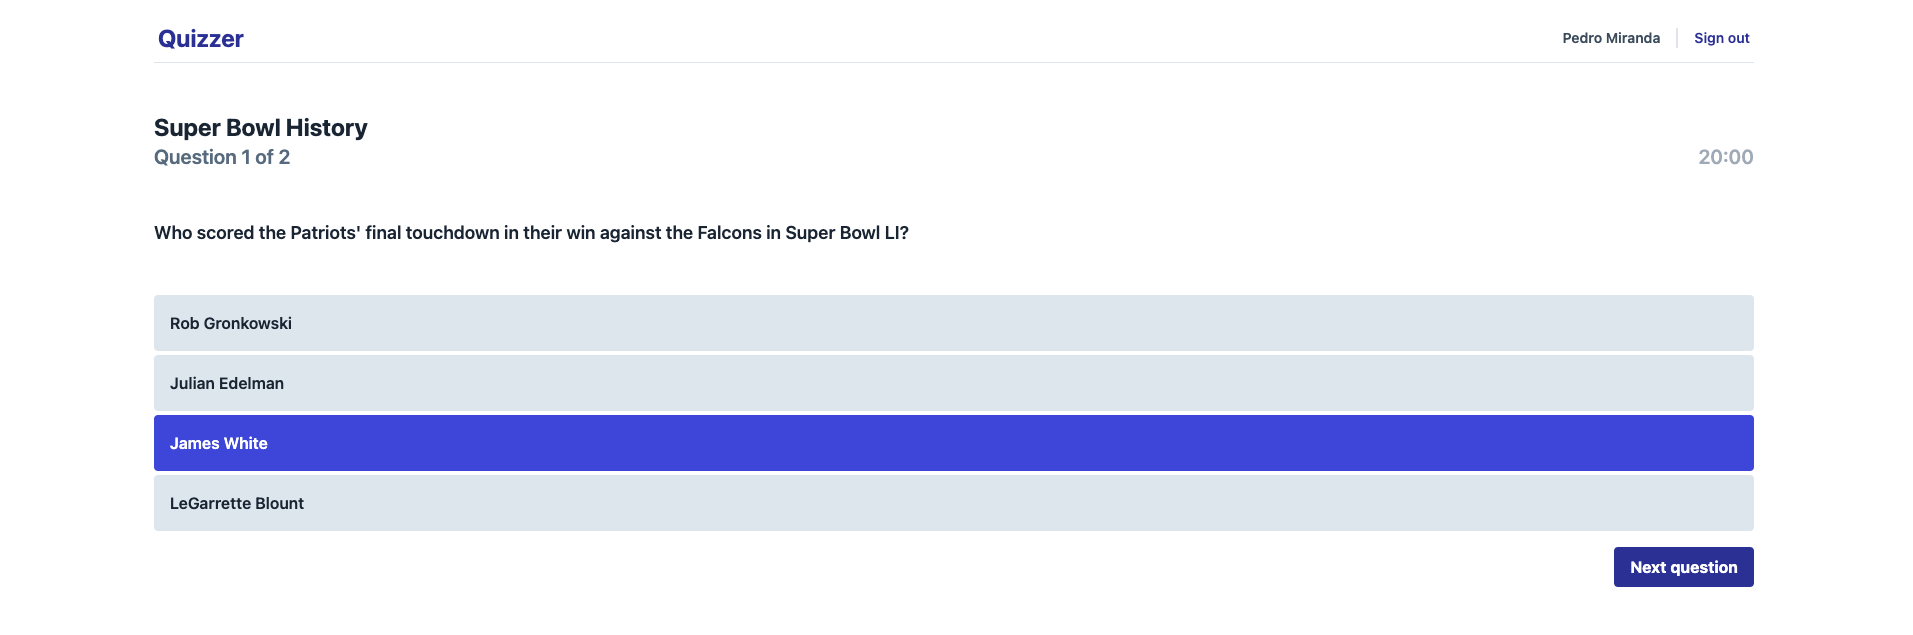 Quizzer
Pedro Miranda
Sign out
Super Bowl History
Question 1 of 2
20:00
Who scored the Patriots' final touchdown in their win against the Falcons in Super Bowl LI?
Rob Gronkowski
Julian Edelman
James White
LeGarrette Blount
Next question